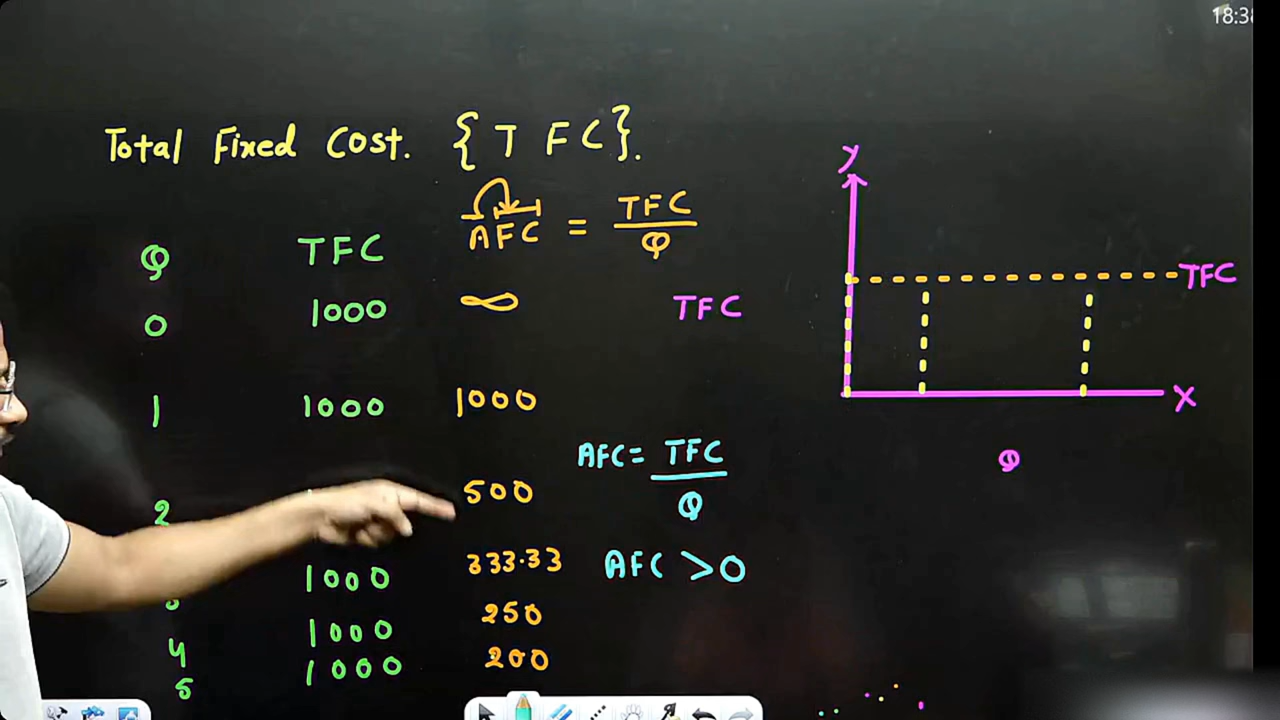 18:38
Total Fixed Cost. {TFC}.
AFC = TFC / Q
Q TFC
0 1000 ∞
1 1000 1000
2 500
3 1000 333.33
4 1000 250
5 1000 200
TFC
AFC = TFC / Q
AFC > 0
Y
TFC
X
Q